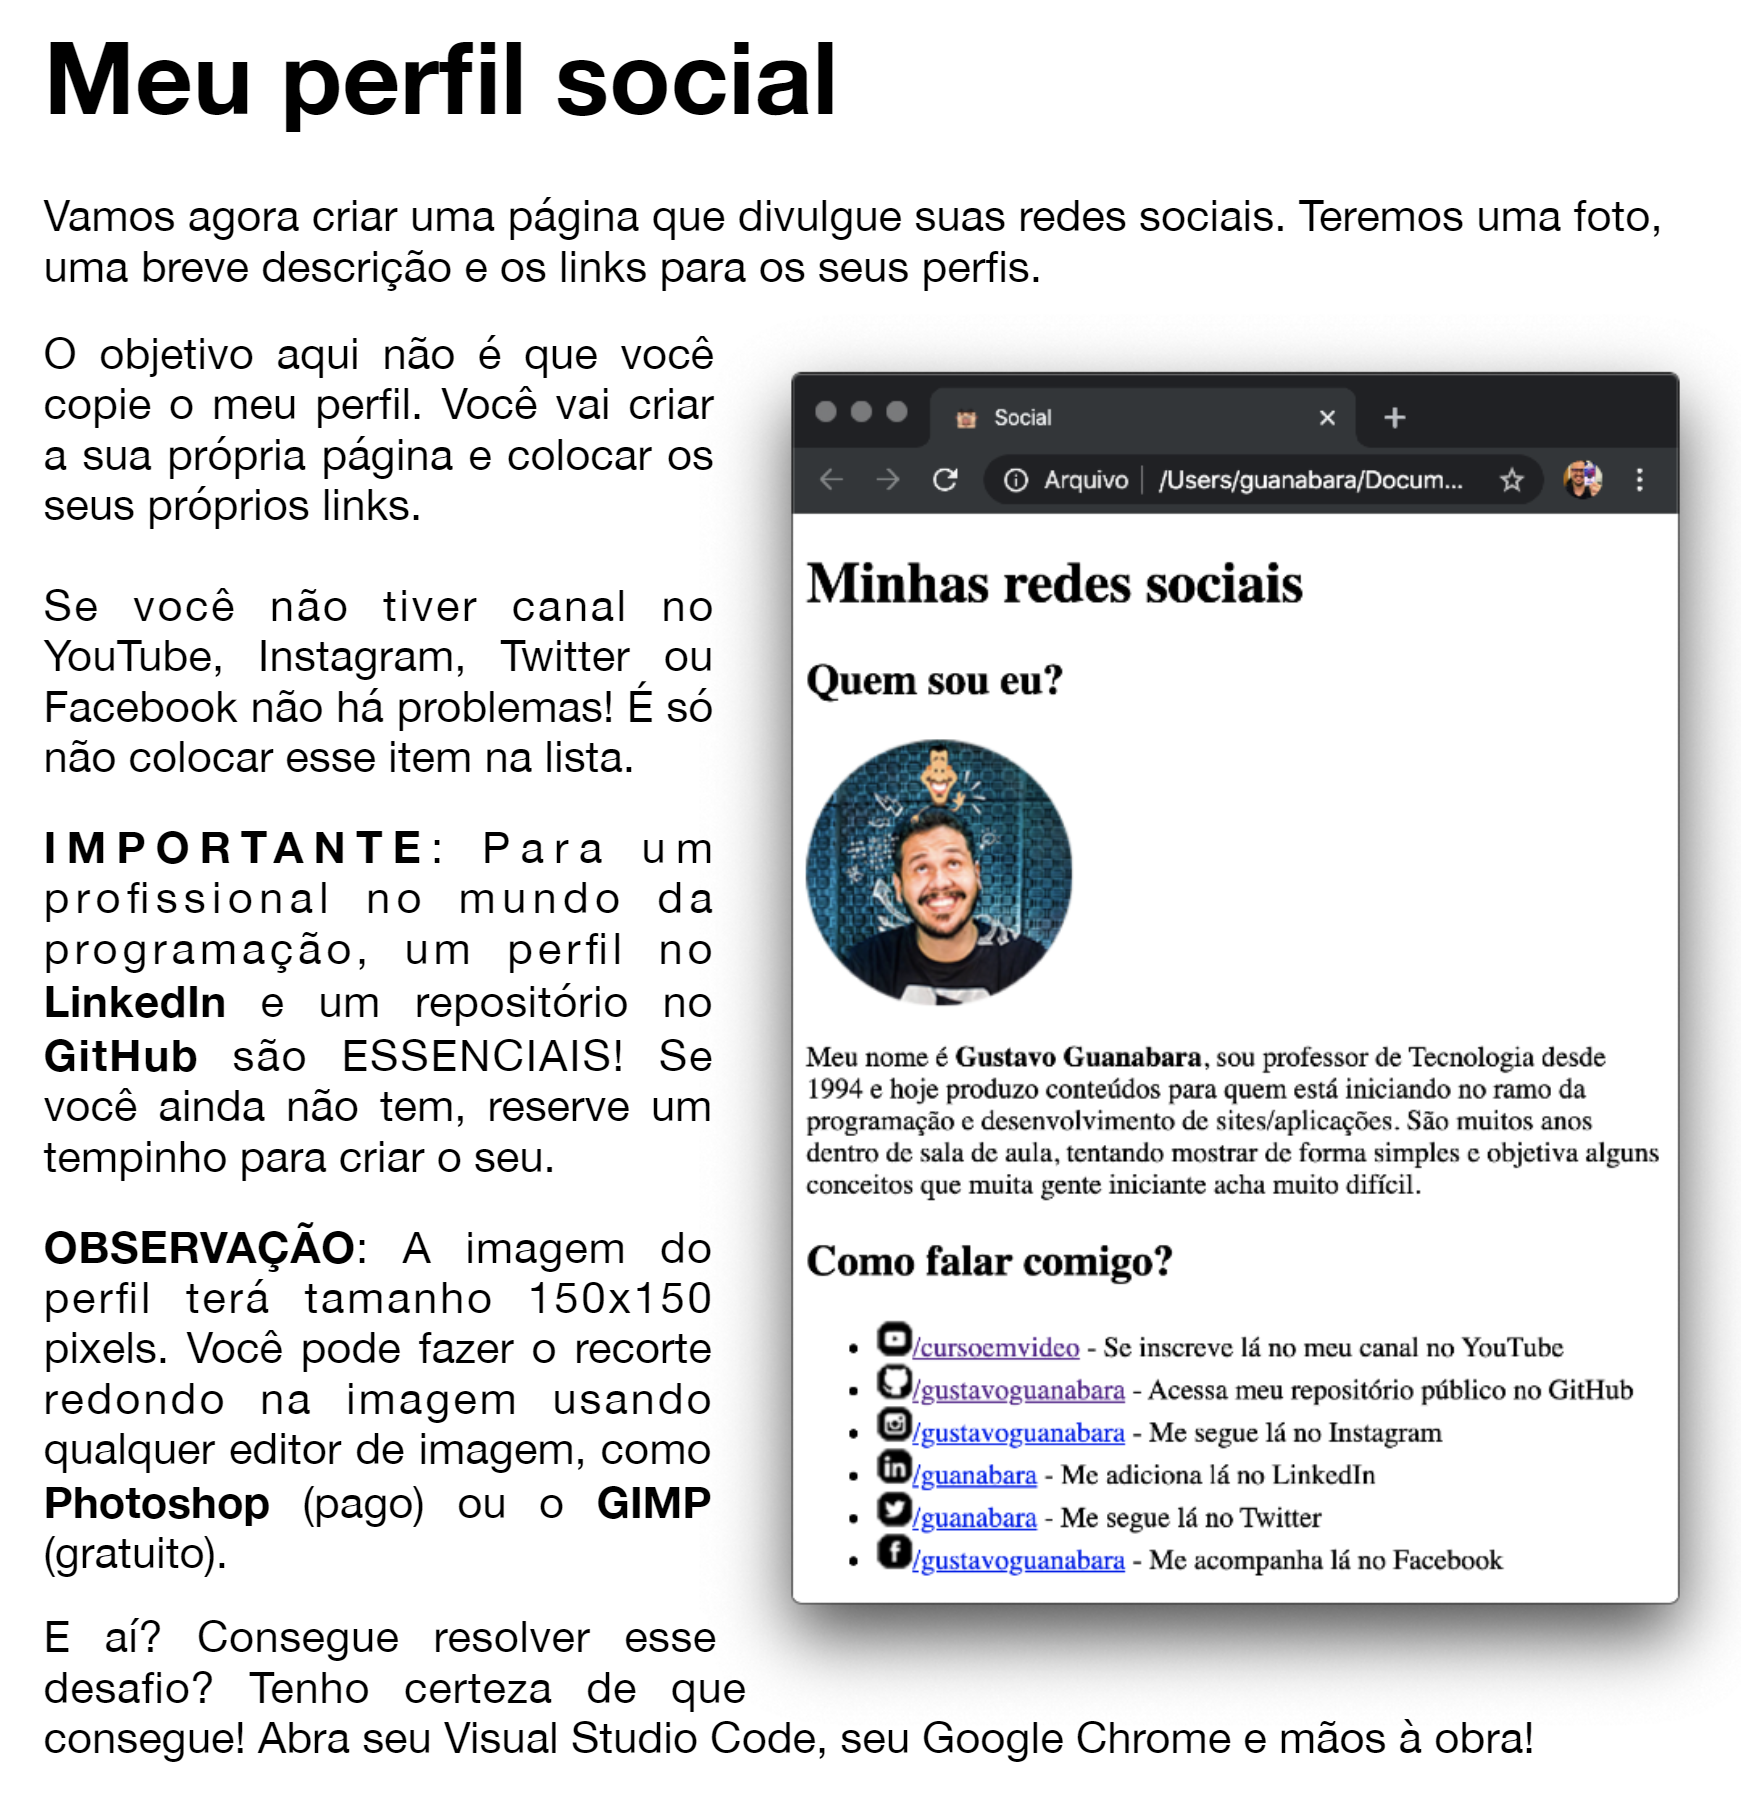 Meu perfil social
Vamos agora criar uma página que divulgue suas redes sociais. Teremos uma foto,
uma breve descrição e os links para os seus perfis.
O objetivo aqui não é que você
copie o meu perfil. Você vai criar
a sua própria página e colocar os
seus próprios links.
Se você não tiver canal no
YouTube, Instagram, Twitter ou
Facebook não há problemas! É só
não colocar esse item na lista.
IMPORTANTE: Para um
profissional no mundo da
programação, um perfil no
LinkedIn e um repositório no
GitHub são ESSENCIAIS! Se
você ainda não tem, reserve um
tempinho para criar o seu.
OBSERVAÇÃO: A imagem do
perfil terá tamanho 150x150
pixels. Você pode fazer o recorte
redondo na imagem usando
qualquer editor de imagem, como
Photoshop (pago) ou o GIMP
(gratuito).
E aí? Consegue resolver esse
desafio? Tenho certeza de que
consegue! Abra seu Visual Studio Code, seu Google Chrome e mãos à obra!
Social
Arquivo /Users/guanabara/Docum...
Minhas redes sociais
Quem sou eu?
Meu nome é Gustavo Guanabara, sou professor de Tecnologia desde
1994 e hoje produzo conteúdos para quem está iniciando no ramo da
programação e desenvolvimento de sites/aplicações. São muitos anos
dentro de sala de aula, tentando mostrar de forma simples e objetiva alguns
conceitos que muita gente iniciante acha muito difícil.
Como falar comigo?
/cursoemvideo - Se inscreve lá no meu canal no YouTube
/gustavoguanabara - Acessa meu repositório público no GitHub
/gustavoguanabara - Me segue lá no Instagram
in /guanabara - Me adiciona lá no LinkedIn
/guanabara - Me segue lá no Twitter
f /gustavoguanabara - Me acompanha lá no Facebook